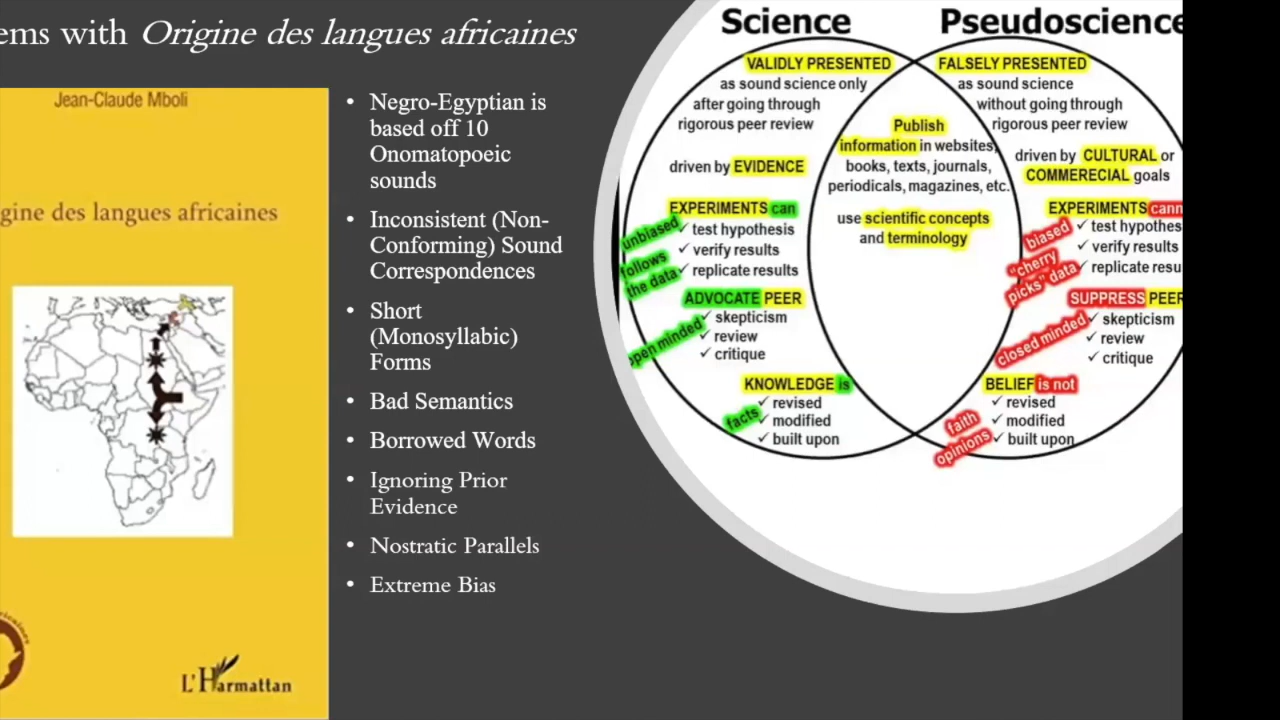 ems with Origine des langues africaines
Jean-Claude Mboli
gine des langues africaines
L'Harmattan
• Negro-Egyptian is
based off 10
Onomatopoeic
sounds
• Inconsistent (Non-
Conforming) Sound
Correspondences
• Short
(Monosyllabic)
Forms
• Bad Semantics
• Borrowed Words
• Ignoring Prior
Evidence
• Nostratic Parallels
• Extreme Bias
Science
VALIDLY PRESENTED
as sound science only
after going through
rigorous peer review
driven by EVIDENCE
EXPERIMENTS can
✓ test hypothesis
✓ verify results
✓ replicate results
unbiased
follows
the data
ADVOCATE PEER
✓ skepticism
✓ review
✓ critique
open minded
KNOWLEDGE is
✓ revised
✓ modified
✓ built upon
facts
Publish
information in websites,
books, texts, journals,
periodicals, magazines, etc.
use scientific concepts
and terminology
Pseudoscience
FALSELY PRESENTED
as sound science
without going through
rigorous peer review
driven by CULTURAL or
COMMERECIAL goals
EXPERIMENTS cann
✓ test hypothes
✓ verify results
✓ replicate resu
biased
"cherry
picks" data
SUPPRESS PEER
✓ skepticism
✓ review
✓ critique
closed minded
BELIEF is not
✓ revised
✓ modified
✓ built upon
faith
opinions